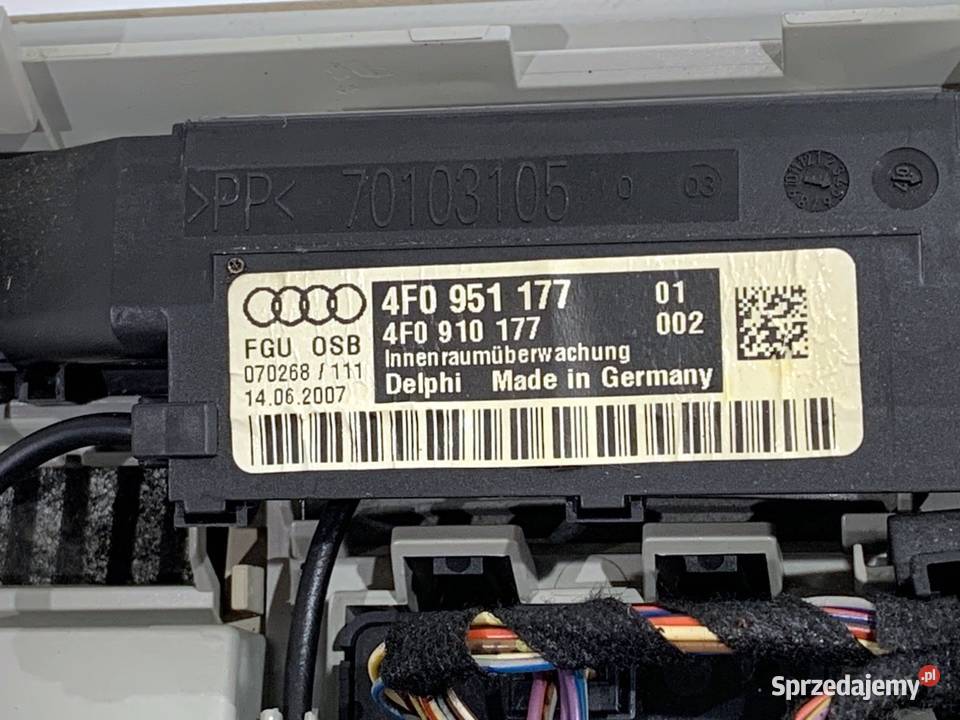 >PP< 70103105
03
4F0 951 177 01
4F0 910 177 002
Innenraumüberwachung
Delphi Made in Germany
FGU OSB
070268 / 111
14.06.2007
Sprzedajemy.pl